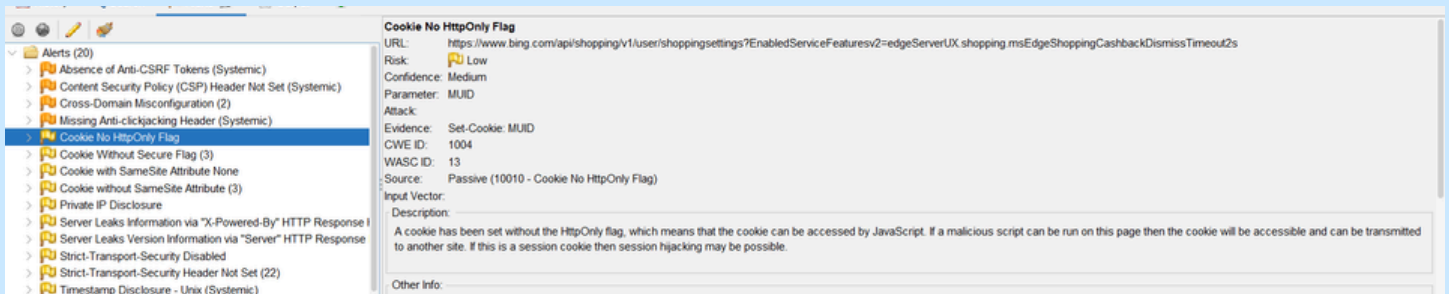 Alerts (20)
Absence of Anti-CSRF Tokens (Systemic)
Content Security Policy (CSP) Header Not Set (Systemic)
Cross-Domain Misconfiguration (2)
Missing Anti-clickjacking Header (Systemic)
Cookie No HttpOnly Flag
Cookie Without Secure Flag (3)
Cookie with SameSite Attribute None
Cookie without SameSite Attribute (3)
Private IP Disclosure
Server Leaks Information via "X-Powered-By" HTTP Response
Server Leaks Version Information via "Server" HTTP Response
Strict-Transport-Security Disabled
Strict-Transport-Security Header Not Set (22)
Timestamp Disclosure - Unix (Systemic)
Cookie No HttpOnly Flag
URL: https://www.bing.com/api/shopping/v1/user/shoppingsettings?EnabledServiceFeaturesv2=edgeServerUX.shopping.msEdgeShoppingCashbackDismissTimeout2s
Risk: Low
Confidence: Medium
Parameter: MUID
Attack:
Evidence: Set-Cookie: MUID
CWE ID: 1004
WASC ID: 13
Source: Passive (10010 - Cookie No HttpOnly Flag)
Input Vector:
Description:
A cookie has been set without the HttpOnly flag, which means that the cookie can be accessed by JavaScript. If a malicious script can be run on this page then the cookie will be accessible and can be transmitted
to another site. If this is a session cookie then session hijacking may be possible.
Other Info: